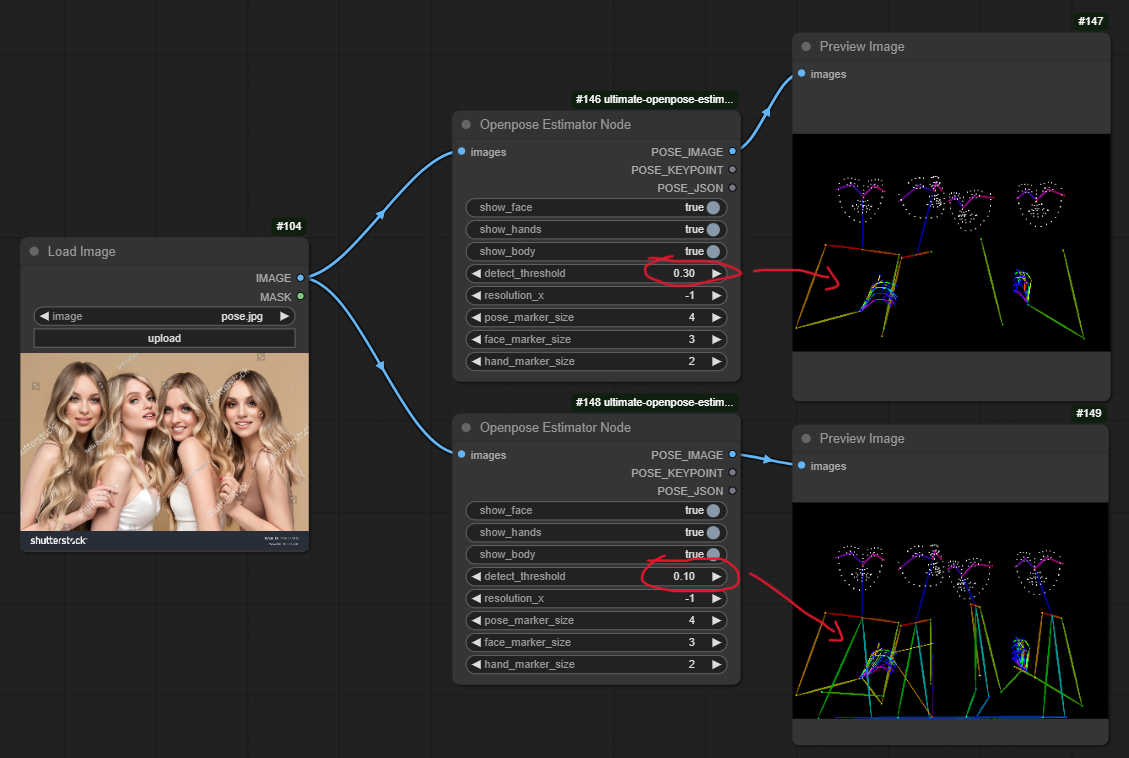 #104
Load Image
IMAGE
MASK
image pose.jpg
upload
shutterstock
shutterstock
#146 ultimate-openpose-estim...
Openpose Estimator Node
images POSE_IMAGE
POSE_KEYPOINT
POSE_JSON
show_face true
show_hands true
show_body true
detect_threshold 0.30
resolution_x -1
pose_marker_size 4
face_marker_size 3
hand_marker_size 2
#148 ultimate-openpose-estim...
Openpose Estimator Node
images POSE_IMAGE
POSE_KEYPOINT
POSE_JSON
show_face true
show_hands true
show_body true
detect_threshold 0.10
resolution_x -1
pose_marker_size 4
face_marker_size 3
hand_marker_size 2
#147
Preview Image
images
#149
Preview Image
images